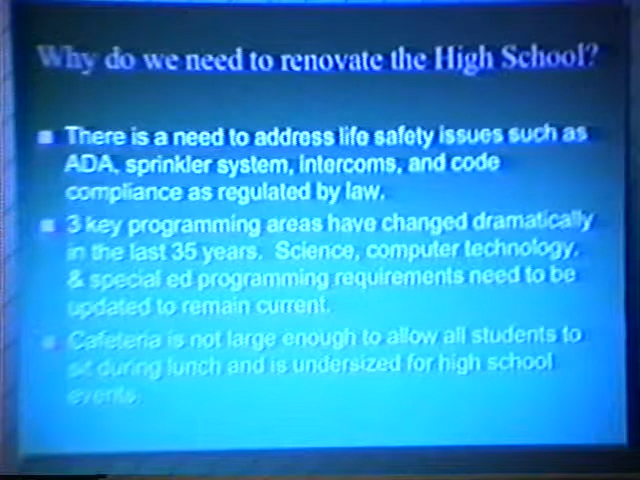 Why do we need to renovate the High School?
There is a need to address life safety issues such as
ADA, sprinkler system, intercoms, and code
compliance as regulated by law.
3 key programming areas have changed dramatically
in the last 35 years. Science, computer technology,
& special ed programming requirements need to be
updated to remain current.
Cafeteria is not large enough to allow all students to
sit during lunch and is undersized for high school
events.